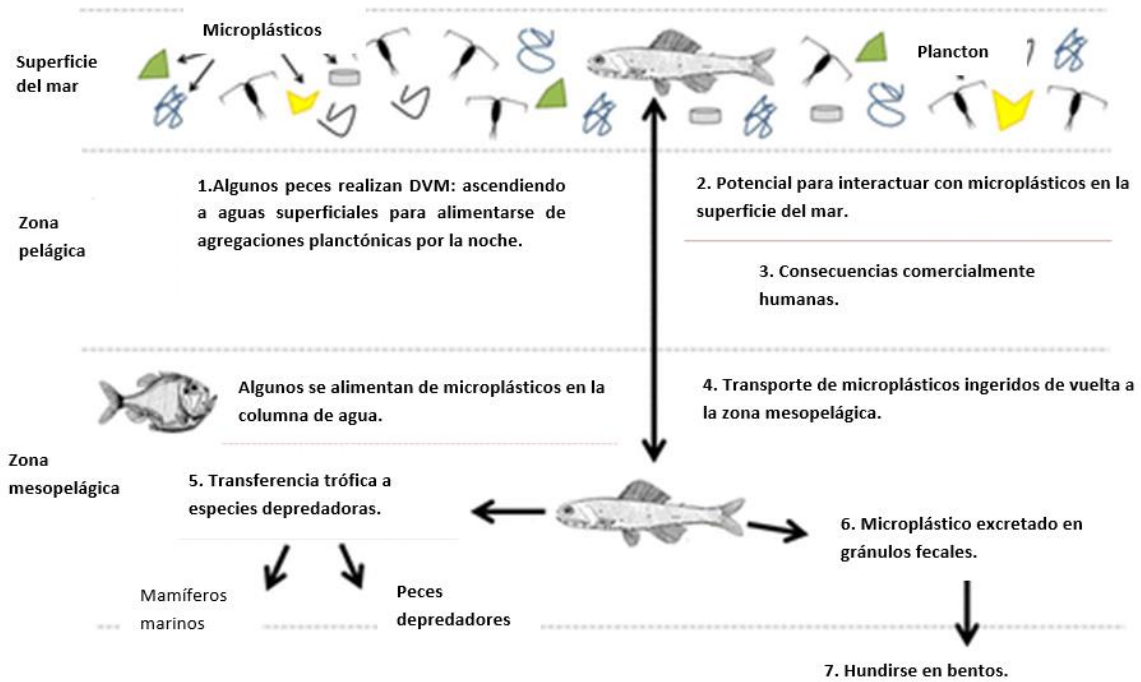 Microplásticos
Superficie
del mar
Plancton
1.Algunos peces realizan DVM: ascendiendo
a aguas superficiales para alimentarse de
agregaciones planctónicas por la noche.
2. Potencial para interactuar con microplásticos en la
superficie del mar.
Zona
pelágica
3. Consecuencias comercialmente
humanas.
Algunos se alimentan de microplásticos en la
columna de agua.
4. Transporte de microplásticos ingeridos de vuelta a
la zona mesopelágica.
Zona
mesopelágica
5. Transferencia trófica a
especies depredadoras.
6. Microplástico excretado en
gránulos fecales.
Mamíferos
marinos
Peces
depredadores
7. Hundirse en bentos.